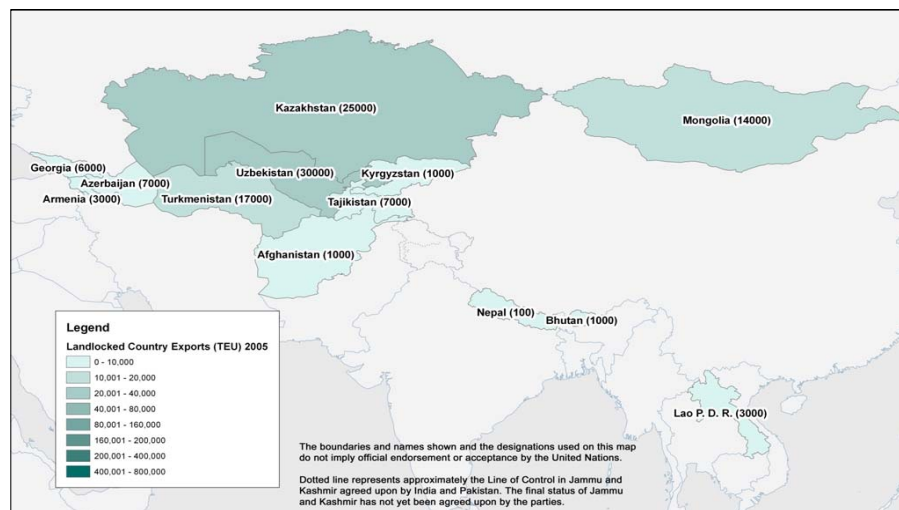 Kazakhstan (25000)
Mongolia (14000)
Georgia (6000)
Uzbekistan (30000)
Kyrgyzstan (1000)
Azerbaijan (7000)
Armenia (3000)
Turkmenistan (17000)
Tajikistan (7000)
Afghanistan (1000)
Nepal (100)
Bhutan (1000)
Lao P. D. R. (3000)
Legend
Landlocked Country Exports (TEU) 2005
0 - 10,000
10,001 - 20,000
20,001 - 40,000
40,001 - 80,000
80,001 - 160,000
160,001 - 200,000
200,001 - 400,000
400,001 - 800,000
The boundaries and names shown and the designations used on this map
do not imply official endorsement or acceptance by the United Nations.
Dotted line represents approximately the Line of Control in Jammu and
Kashmir agreed upon by India and Pakistan. The final status of Jammu
and Kashmir has not yet been agreed upon by the parties.